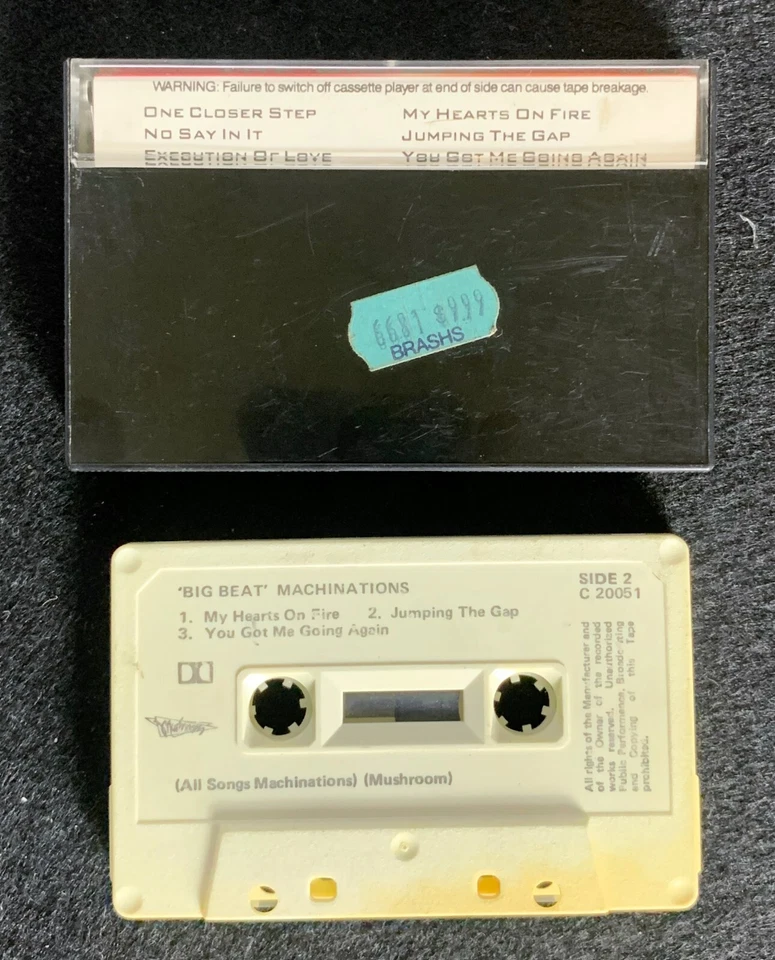 WARNING: Failure to switch off cassette player at end of side can cause tape breakage.
ONE CLOSER STEP MY HEARTS ON FIRE
NO SAY IN IT JUMPING THE GAP
EXECUTION OF LOVE YOU GOT ME GOING AGAIN
6681 $9.99
BRASHS
'BIG BEAT' MACHINATIONS
SIDE 2
C 20051
1. My Hearts On Fire 2. Jumping The Gap
3. You Got Me Going Again
All rights of the Manufacturer and
of the Owner of the recorded
works reserved. Unauthorized
Public Performance, Broadcasting
and Copying of this Tape
prohibited.
(All Songs Machinations) (Mushroom)